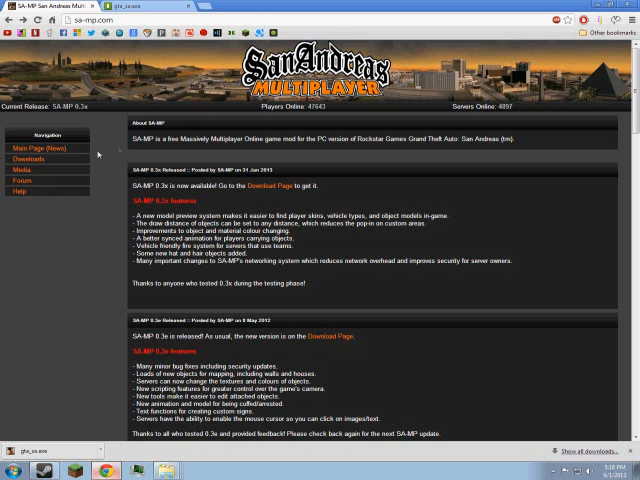 SA-MP San Andreas Multi
gta_sa.exe
sa-mp.com
Other bookmarks
San Andreas
MULTIPLAYER
Current Release: SA-MP 0.3x
Players Online: 47643
Servers Online: 4897
Navigation
Main Page (News)
Downloads
Media
Forum
Help
About SA-MP
SA-MP is a free Massively Multiplayer Online game mod for the PC version of Rockstar Games Grand Theft Auto: San Andreas (tm).
SA-MP 0.3x Released :: Posted by SA-MP on 31 Jan 2013
SA-MP 0.3x is now available! Go to the Download Page to get it.
SA-MP 0.3x features
- A new model preview system makes it easier to find player skins, vehicle types, and object models in-game.
- The draw distance of objects can be set to any distance, which reduces the pop-in on custom areas.
- Improvements to object and material colour changing.
- A better synced animation for players carrying objects.
- Vehicle friendly fire system for servers that use teams.
- Some new hat and hair objects added.
- Many important changes to SA-MP's networking system which reduces network overhead and improves security for server owners.
Thanks to anyone who tested 0.3x during the testing phase!
SA-MP 0.3e Released :: Posted by SA-MP on 8 May 2012
SA-MP 0.3e is released! As usual, the new version is on the Download Page.
SA-MP 0.3e features
- Many minor bug fixes including security updates.
- Loads of new objects for mapping, including walls and houses.
- Servers can now change the textures and colours of objects.
- New scripting features for greater control over the game's camera.
- New tools make it easier to edit attached objects.
- New animation and model for being cuffed/arrested.
- Text functions for creating custom signs.
- Servers have the ability to enable the mouse cursor so you can click on images/text.
Thanks to all who tested 0.3e and provided feedback! Please check back again for the next SA-MP update.
gta_sa.exe
Show all downloads...
5:18 PM
9/1/2013